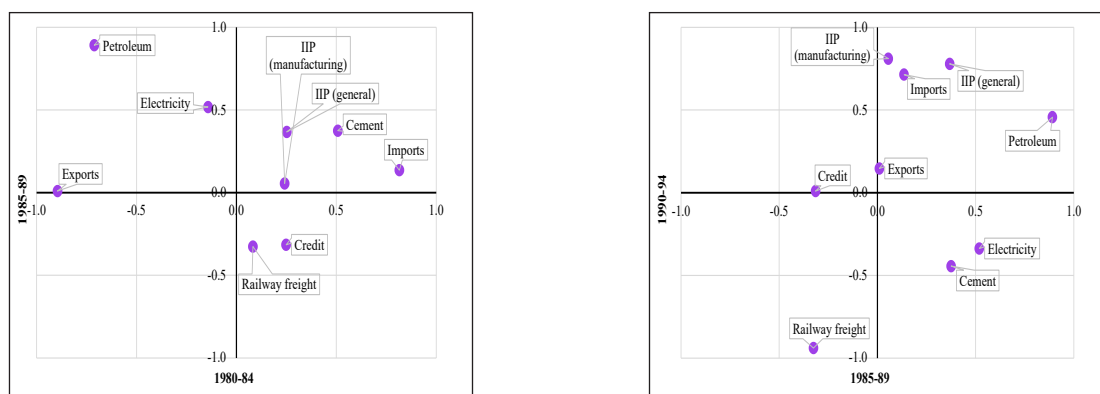 1.0
Petroleum
IIP
(manufacturing)
Electricity
0.5
IIP (general)
Cement
Imports
Exports
1985-89
0.0
-1.0
-0.5
0.0
0.5
1.0
Credit
Railway freight
-0.5
-1.0
1980-84
1.0
IIP
(manufacturing)
Imports
IIP (general)
0.5
Petroleum
Credit
Exports
1990-94
0.0
-1.0
-0.5
0.0
0.5
1.0
Electricity
-0.5
Cement
Railway freight
-1.0
1985-89